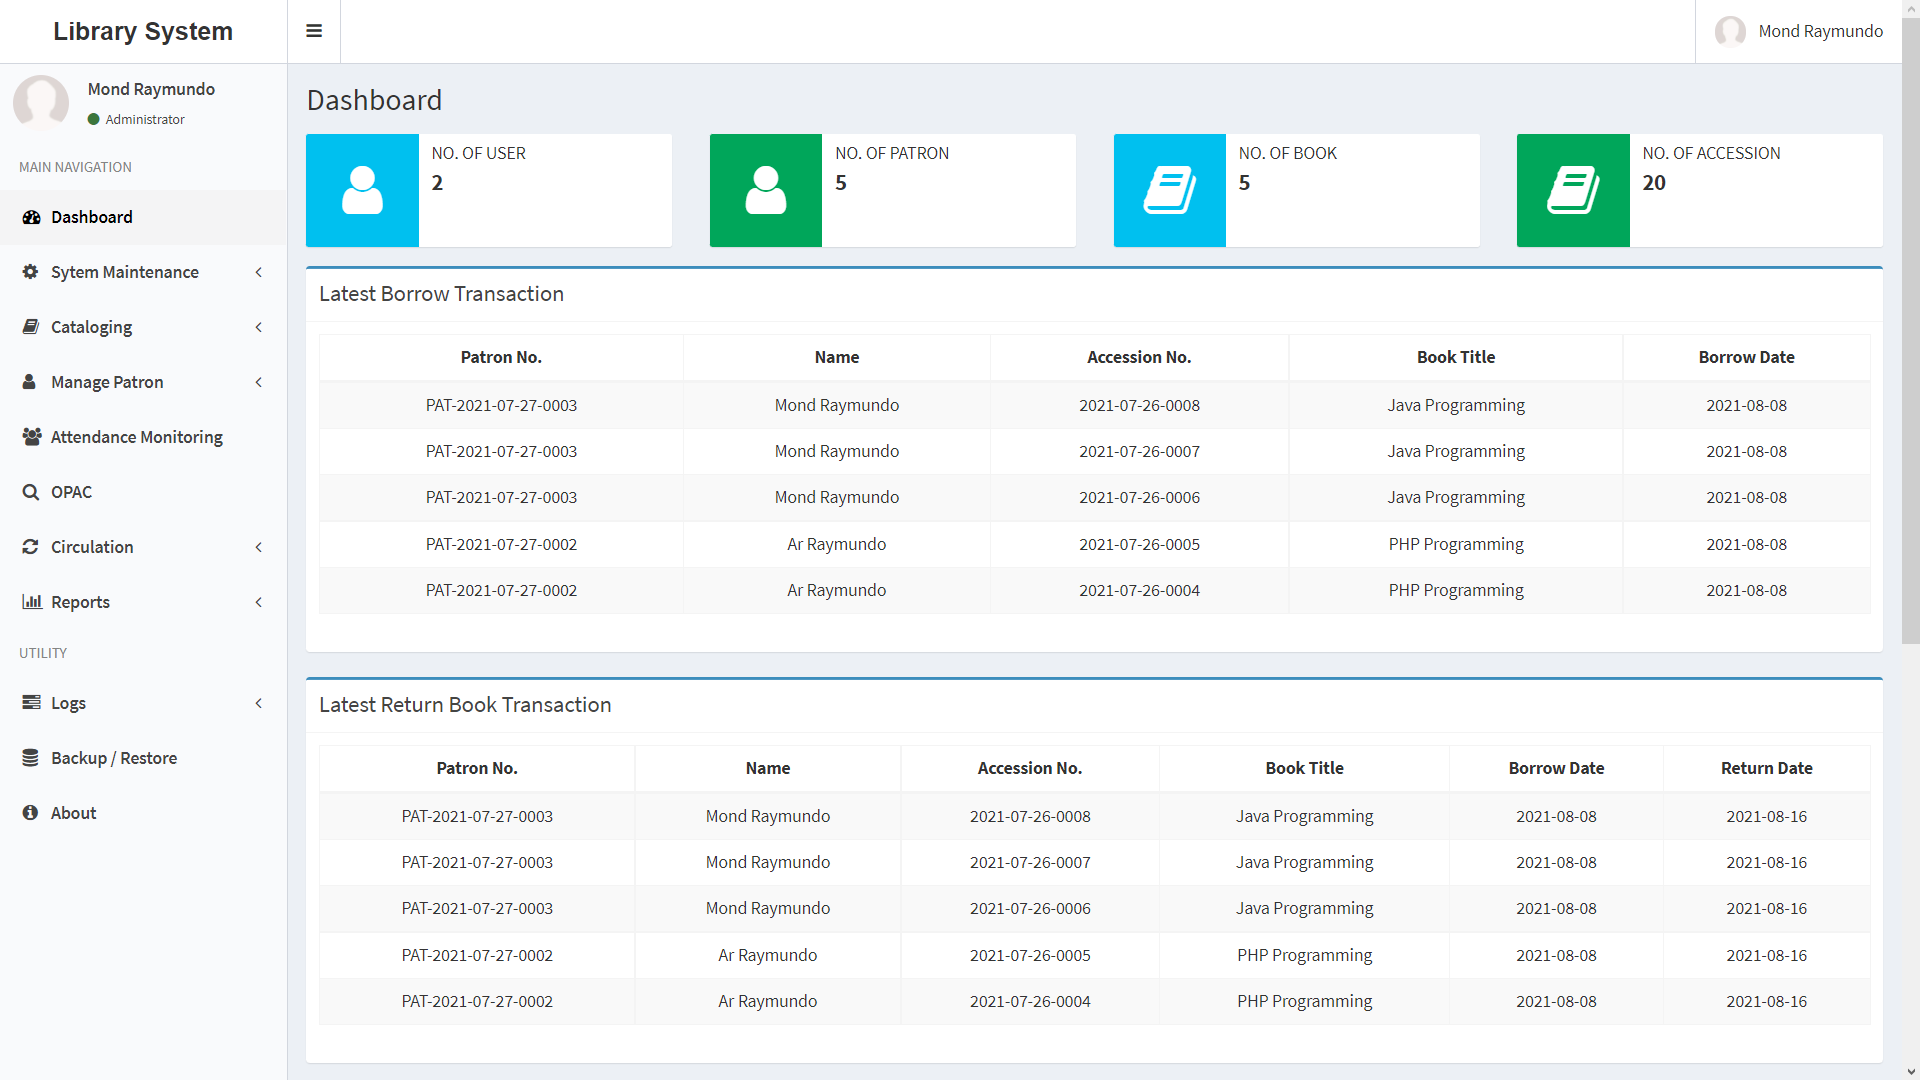 Library System
Mond Raymundo
Mond Raymundo
Administrator
MAIN NAVIGATION
Dashboard
Sytem Maintenance
Cataloging
Manage Patron
Attendance Monitoring
OPAC
Circulation
Reports
UTILITY
Logs
Backup / Restore
About
Dashboard
NO. OF USER
2
NO. OF PATRON
5
NO. OF BOOK
5
NO. OF ACCESSION
20
Latest Borrow Transaction
Patron No. Name Accession No. Book Title Borrow Date
PAT-2021-07-27-0003 Mond Raymundo 2021-07-26-0008 Java Programming 2021-08-08
PAT-2021-07-27-0003 Mond Raymundo 2021-07-26-0007 Java Programming 2021-08-08
PAT-2021-07-27-0003 Mond Raymundo 2021-07-26-0006 Java Programming 2021-08-08
PAT-2021-07-27-0002 Ar Raymundo 2021-07-26-0005 PHP Programming 2021-08-08
PAT-2021-07-27-0002 Ar Raymundo 2021-07-26-0004 PHP Programming 2021-08-08
Latest Return Book Transaction
Patron No. Name Accession No. Book Title Borrow Date Return Date
PAT-2021-07-27-0003 Mond Raymundo 2021-07-26-0008 Java Programming 2021-08-08 2021-08-16
PAT-2021-07-27-0003 Mond Raymundo 2021-07-26-0007 Java Programming 2021-08-08 2021-08-16
PAT-2021-07-27-0003 Mond Raymundo 2021-07-26-0006 Java Programming 2021-08-08 2021-08-16
PAT-2021-07-27-0002 Ar Raymundo 2021-07-26-0005 PHP Programming 2021-08-08 2021-08-16
PAT-2021-07-27-0002 Ar Raymundo 2021-07-26-0004 PHP Programming 2021-08-08 2021-08-16